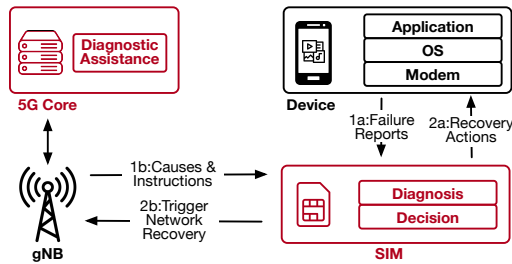 Diagnostic
Assistance
5G Core
Application
OS
Modem
Device
1a:Failure
Reports
2a:Recovery
Actions
1b:Causes &
Instructions
2b:Trigger
Network
Recovery
gNB
Diagnosis
Decision
SIM